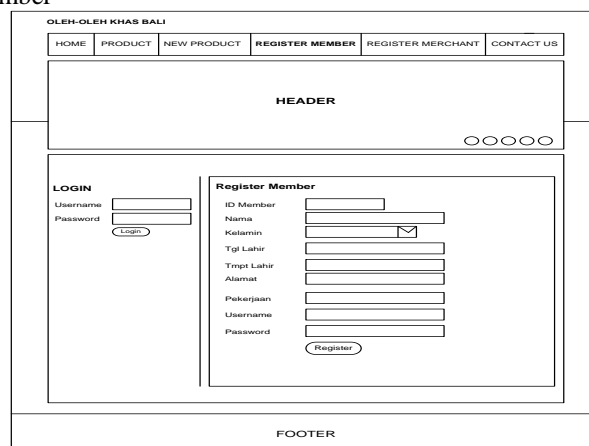 OLEH-OLEH KHAS BALI
HOME PRODUCT NEW PRODUCT REGISTER MEMBER REGISTER MERCHANT CONTACT US
HEADER
LOGIN
Username
Password
Login
Register Member
ID Member
Nama
Kelamin
Tgl Lahir
Tmpt Lahir
Alamat
Pekerjaan
Username
Password
Register
FOOTER